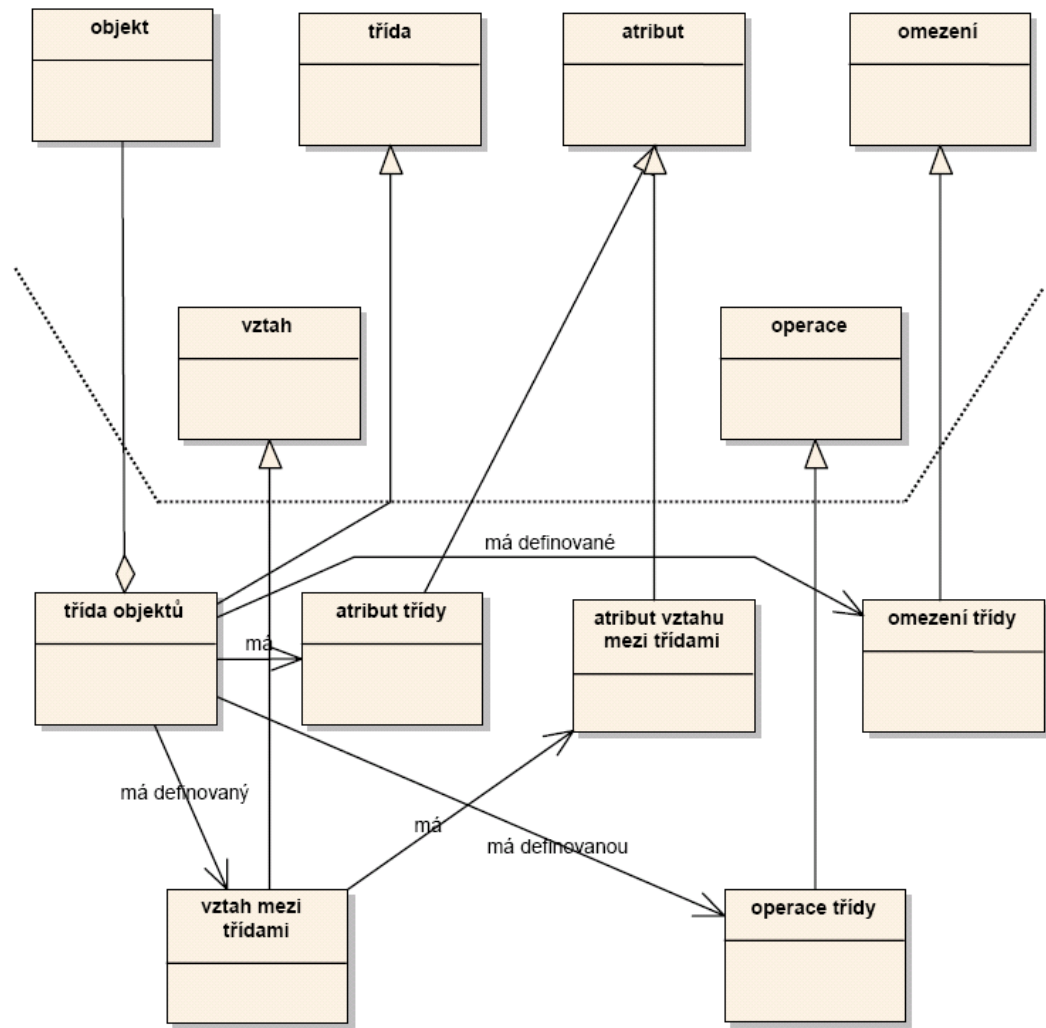 objekt
třída
atribut
omezení
vztah
operace
má definované
třída objektů
atribut třídy
atribut vztahu
mezi třídami
omezení třídy
má
má definovaný
má
má definovanou
vztah mezi
třídami
operace třídy